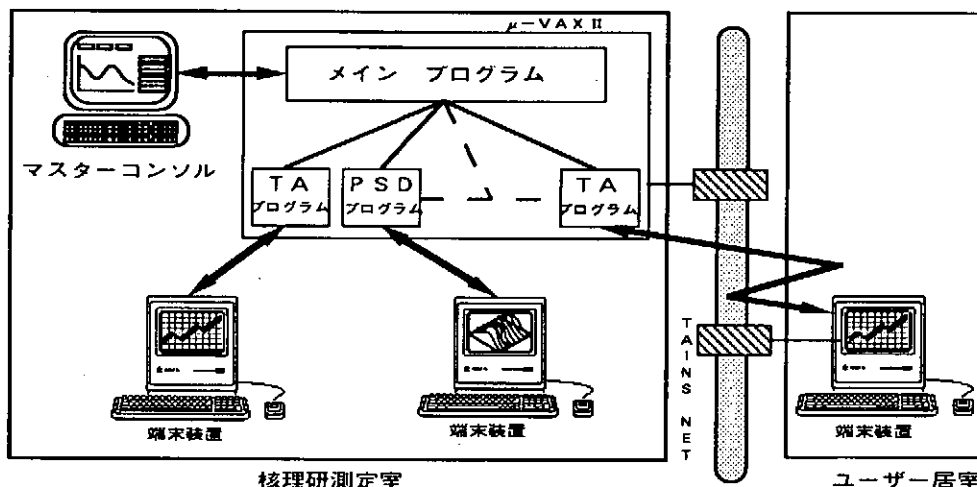 μ-VAX II
メイン プログラム
マスターコンソル
TA
プログラム
PSD
プログラム
TA
プログラム
TAINS NET
端末装置
端末装置
端末装置
核理研測定室
ユーザー居室